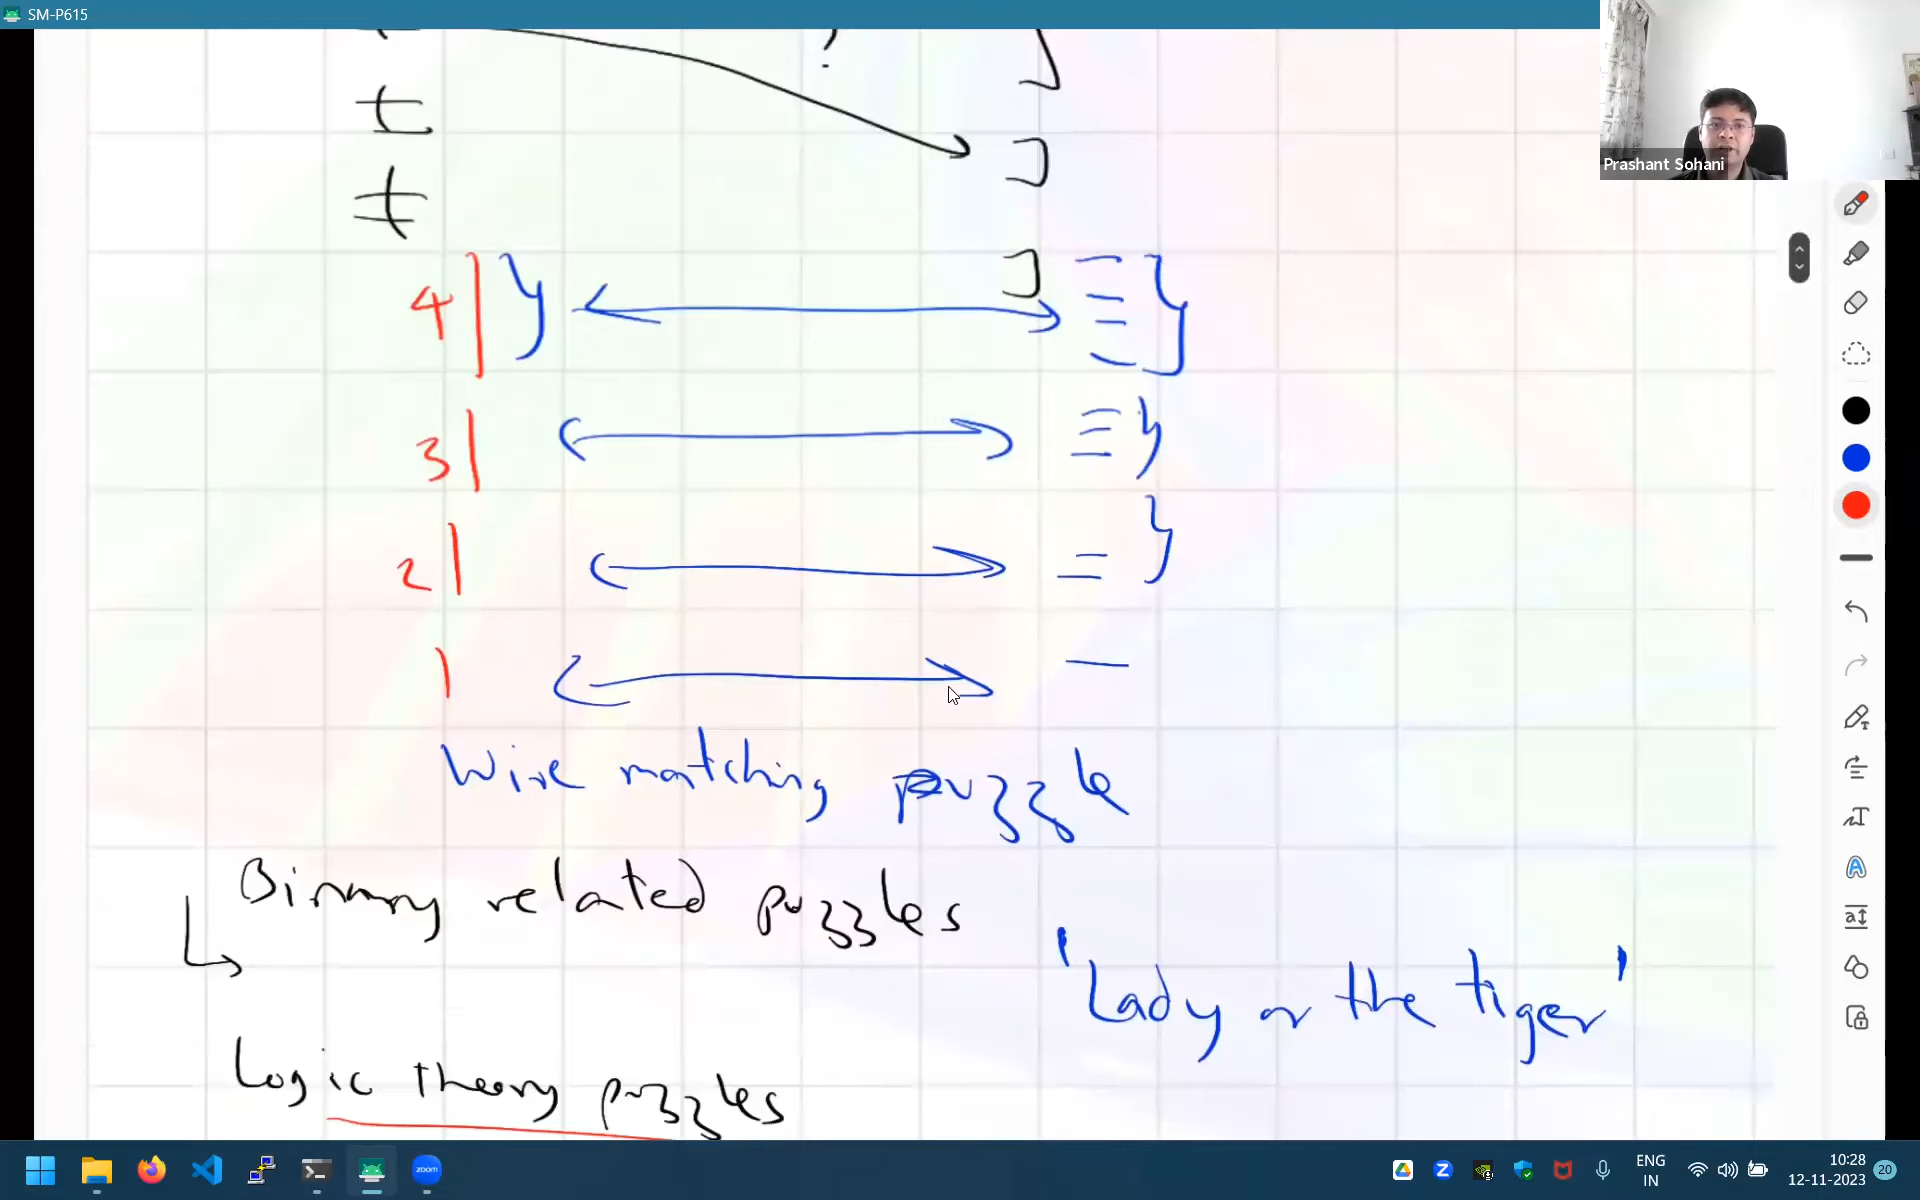 SM-P615
Prashant Sohani
?
4
3
2
1
Wire matching puzzle
Binary related puzzles
'Lady or the tiger'
Logic theory puzzles
zoom
ENG
IN
10:28
12-11-2023
20